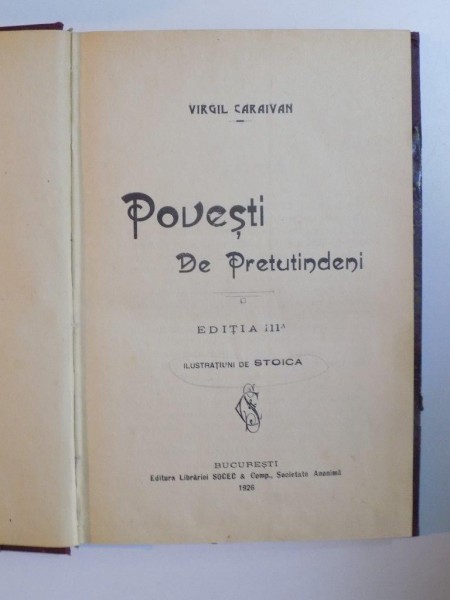 VIRGIL CARAIVAN
Povești
De Pretutindeni
EDIȚIA IIIA
ILUSTRAȚIUNI DE STOICA
BUCUREȘTI
Editura Librăriei SOCEC & Comp., Societate Anonimă
1926